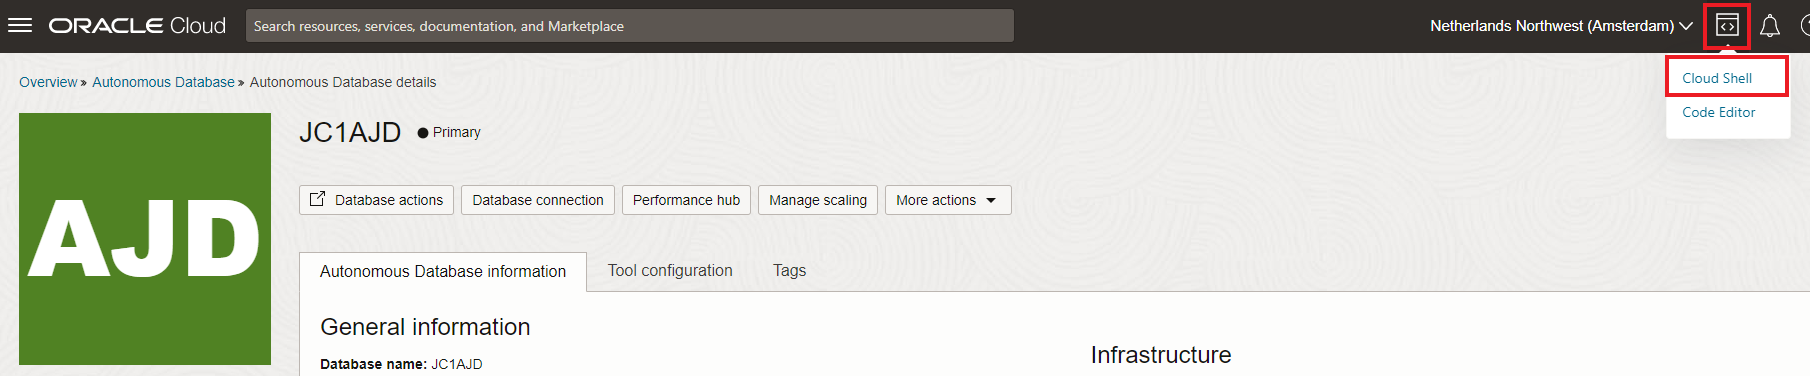 ORACLE Cloud
Search resources, services, documentation, and Marketplace
Netherlands Northwest (Amsterdam)
Cloud Shell
Code Editor
Overview » Autonomous Database » Autonomous Database details
AJD
JC1AJD Primary
Database actions
Database connection
Performance hub
Manage scaling
More actions
Autonomous Database information
Tool configuration
Tags
General information
Database name: JC1AJD
Infrastructure